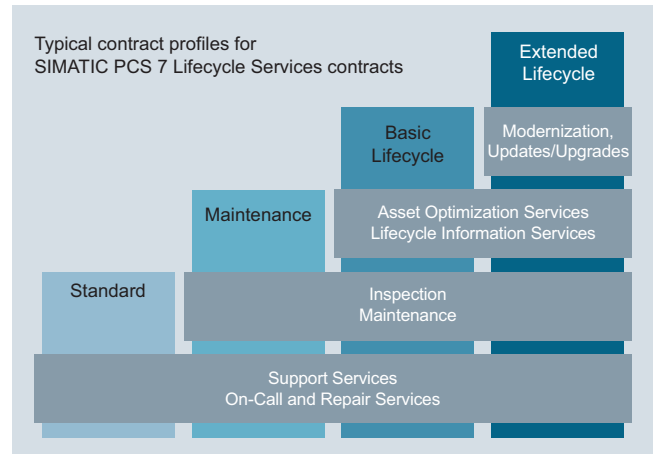 Typical contract profiles for
SIMATIC PCS 7 Lifecycle Services contracts
Extended
Lifecycle
Basic
Lifecycle
Modernization,
Updates/Upgrades
Maintenance
Asset Optimization Services
Lifecycle Information Services
Standard
Inspection
Maintenance
Support Services
On-Call and Repair Services